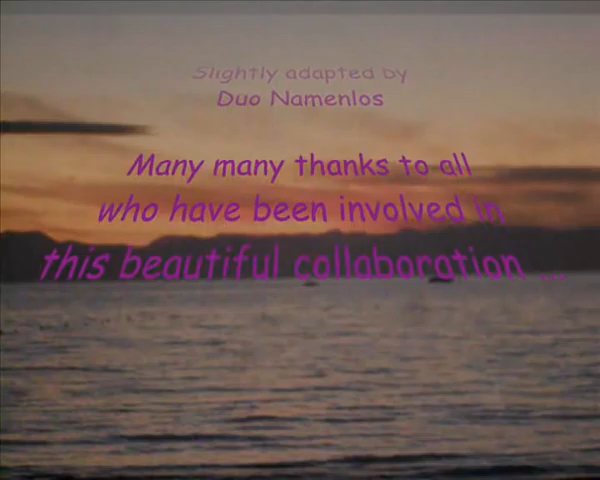 Slightly adapted by
Duo Namenlos
Many many thanks to all
who have been involved in
this beautiful collaboration ...